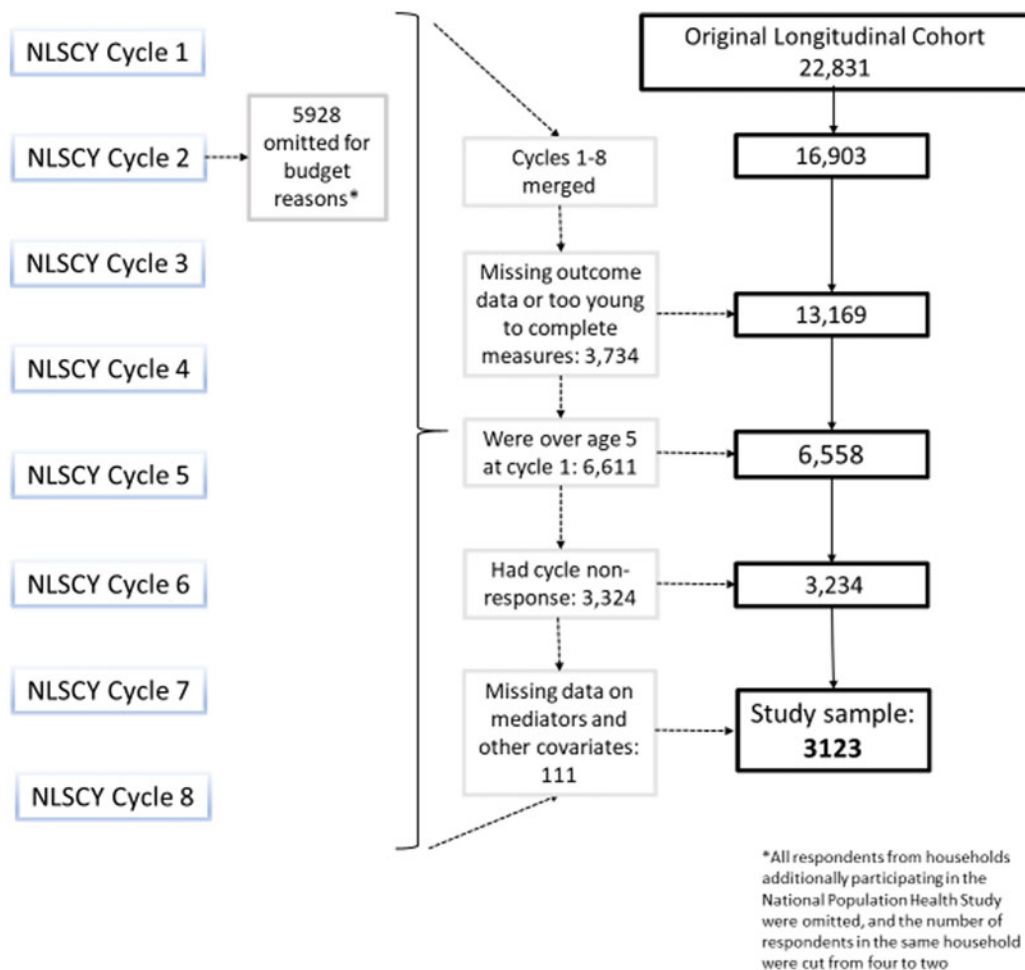 NLSCY Cycle 1
NLSCY Cycle 2
NLSCY Cycle 3
NLSCY Cycle 4
NLSCY Cycle 5
NLSCY Cycle 6
NLSCY Cycle 7
NLSCY Cycle 8
5928
omitted for
budget
reasons*
Cycles 1-8
merged
Missing outcome
data or too young
to complete
measures: 3,734
Were over age 5
at cycle 1: 6,611
Had cycle non-
response: 3,324
Missing data on
mediators and
other covariates:
111
Original Longitudinal Cohort
22,831
16,903
13,169
6,558
3,234
Study sample:
3123
*All respondents from households
additionally participating in the
National Population Health Study
were omitted, and the number of
respondents in the same household
were cut from four to two